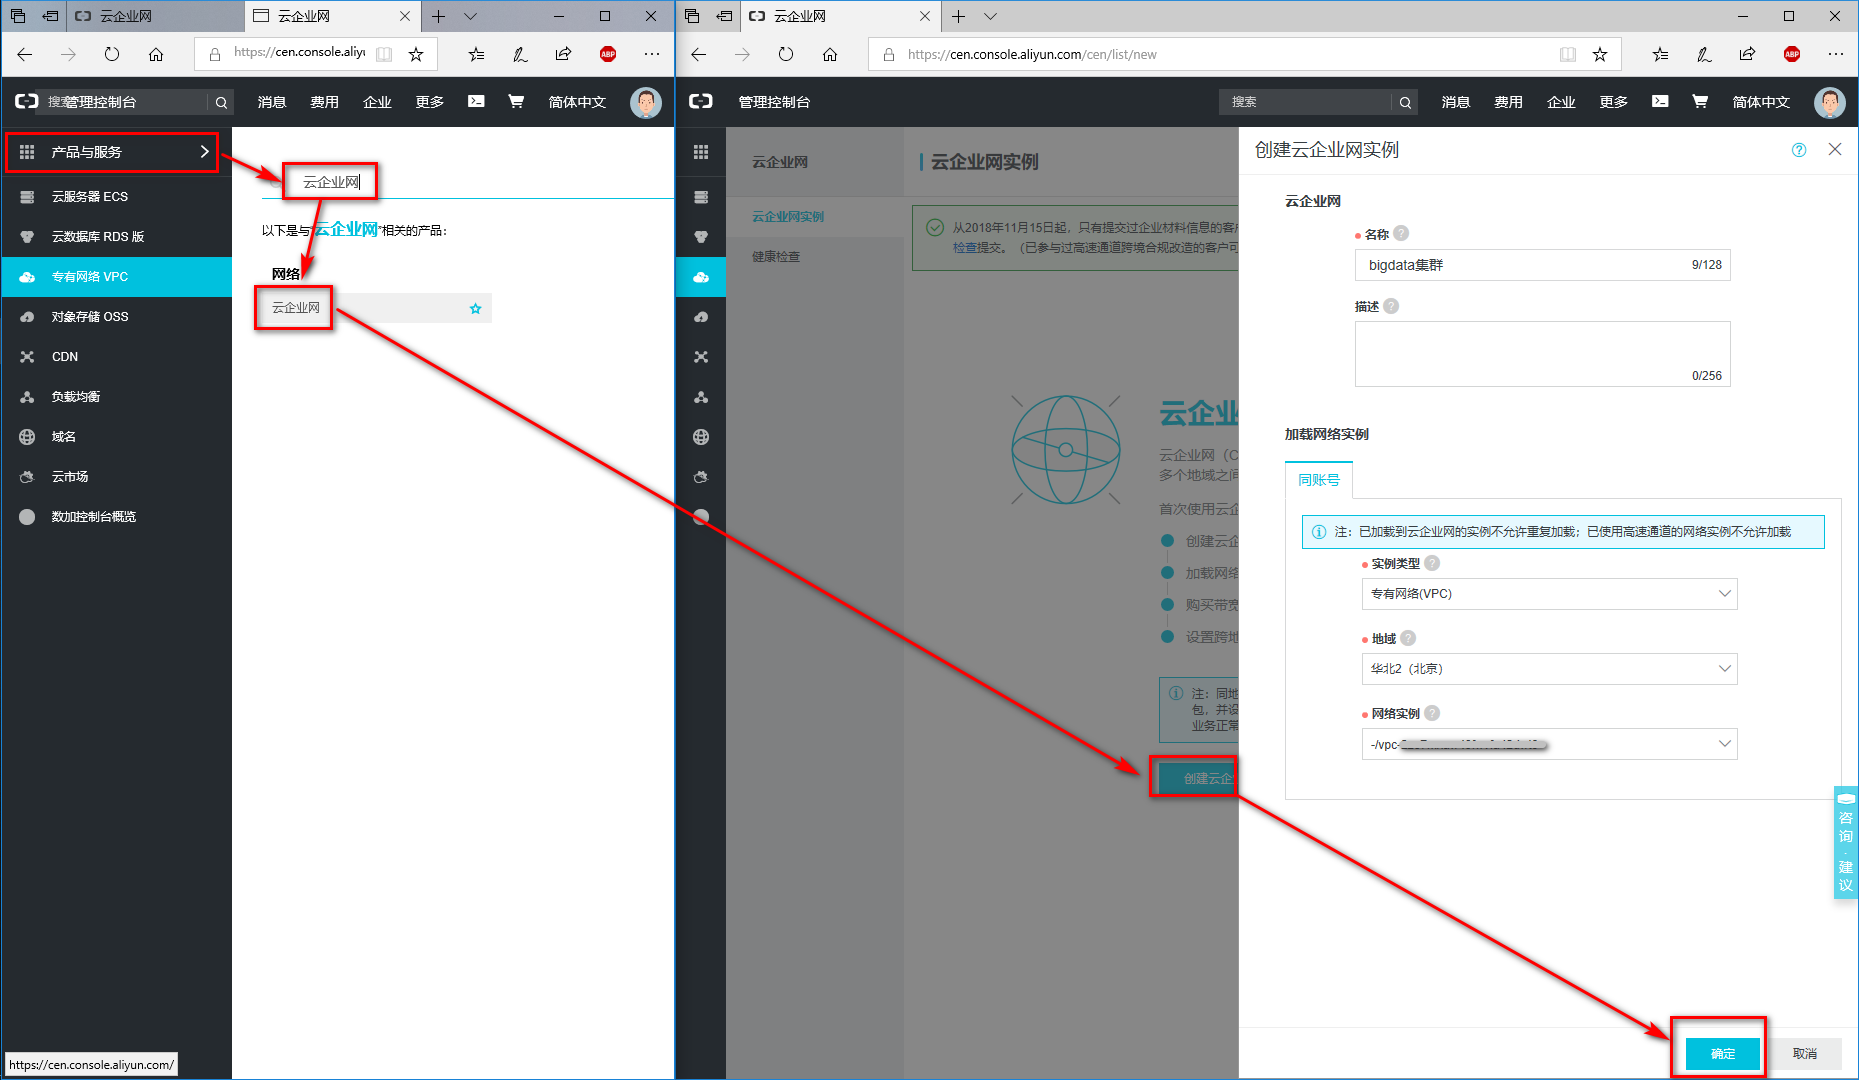 云企业网
云企业网
https://cen.console.aliyu
管理控制台
消息
费用
企业
更多
简体中文
产品与服务
云服务器 ECS
云数据库 RDS 版
专有网络 VPC
对象存储 OSS
CDN
负载均衡
域名
云市场
数加控制台概览
云企业网
以下是与"云企业网"相关的产品：
网络
云企业网
https://cen.console.aliyun.com/
云企业网
https://cen.console.aliyun.com/cen/list/new
ABP
ABP
管理控制台
搜索
消息
费用
企业
更多
简体中文
云企业网
云企业网实例
健康检查
云企业网实例
从2018年11月15日起，只有提交过企业材料信息的客
检查提交。（已参与过高速通道跨境合规改造的客户可
云企业
云企业网（C
多个地域之间
首次使用云企
创建云企
加载网络
购买带宽
设置跨地
注：同地
包，并设
业务正常
创建云企
创建云企业网实例
云企业网
名称
bigdata集群
9/128
描述
0/256
加载网络实例
同账号
注：已加载到云企业网的实例不允许重复加载；已使用高速通道的网络实例不允许加载
实例类型
专有网络(VPC)
地域
华北2（北京）
网络实例
-/vpc-
咨询·建议
确定
取消